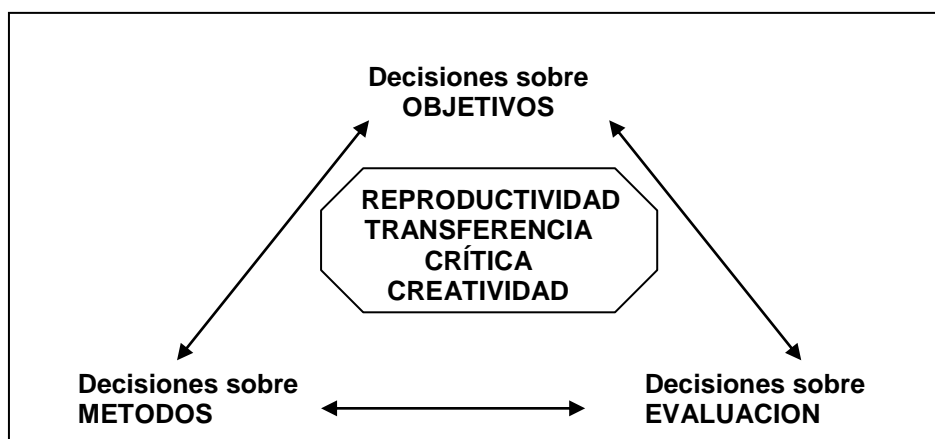 Decisiones sobre
OBJETIVOS
REPRODUCTIVIDAD
TRANSFERENCIA
CRÍTICA
CREATIVIDAD
Decisiones sobre
METODOS
Decisiones sobre
EVALUACION